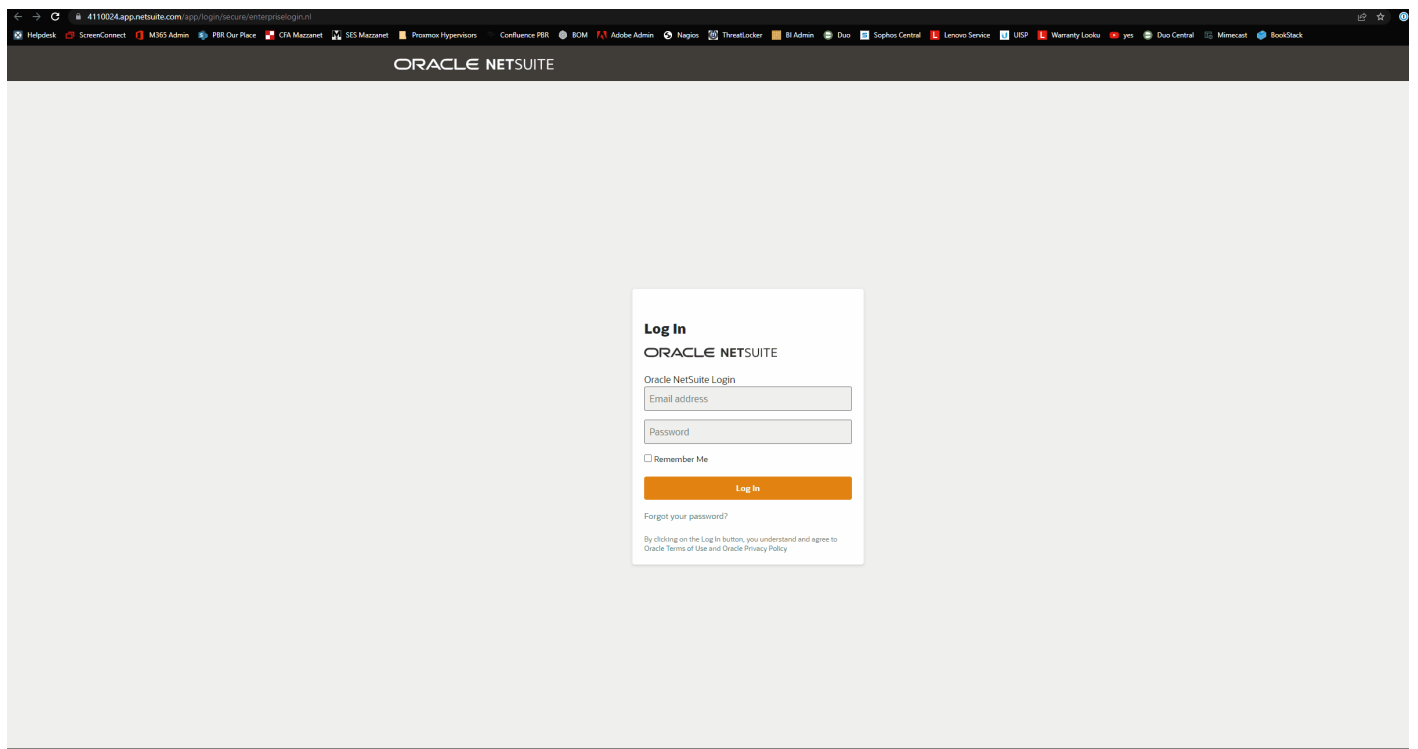 4110024.app.netsuite.com/app/login/secure/enterpriselogin.nl
Helpdesk ScreenConnect M365 Admin PBR Our Place CFA Mazzanet SES Mazzanet Proxmox Hypervisors Confluence PBR BOM Adobe Admin Nagios ThreatLocker BI Admin Duo Sophos Central Lenovo Service UISP Warranty Looku yes Duo Central Mimecast BookStack
ORACLE NETSUITE
Log In
ORACLE NETSUITE
Oracle NetSuite Login
Email address
Password
Remember Me
Log In
Forgot your password?
By clicking on the Log In button, you understand and agree to
Oracle Terms of Use and Oracle Privacy Policy